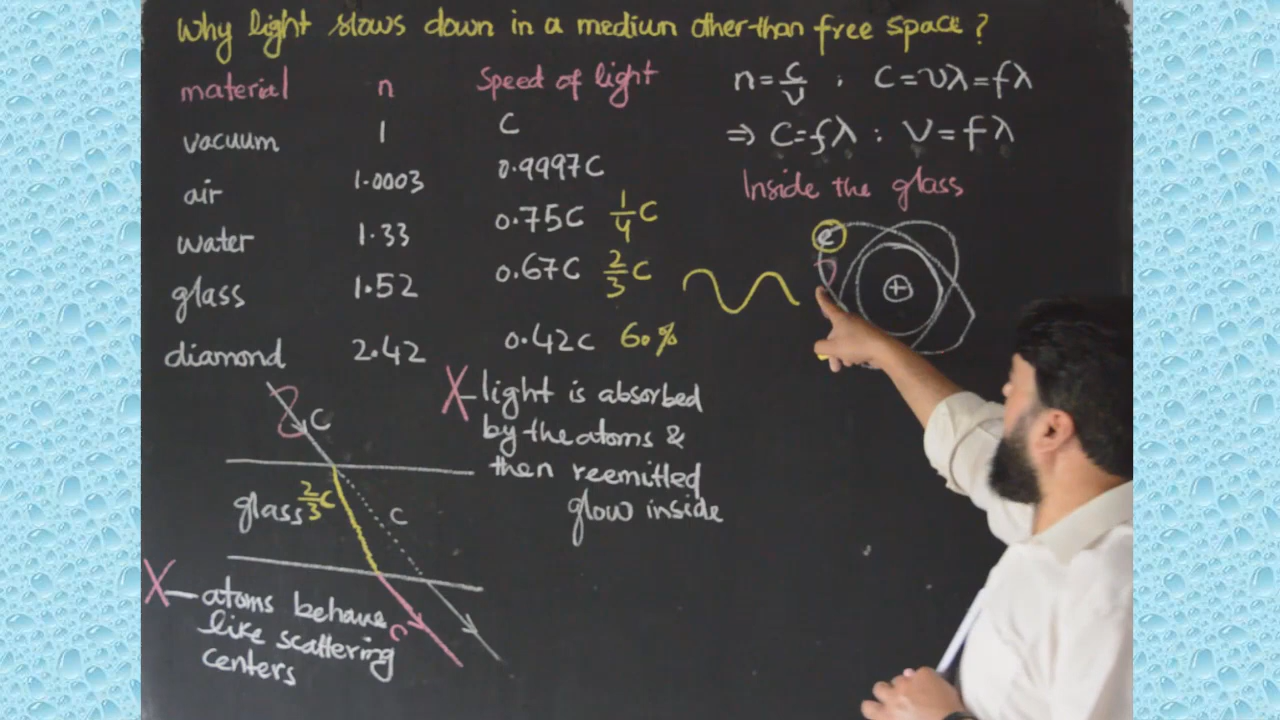 Why light slows down in a medium other than free space?
material n Speed of light
vacuum 1 C
air 1.0003 0.9997C
water 1.33 0.75C 1/4 C
glass 1.52 0.67C 2/3 C
diamond 2.42 0.42C 60%
n = C/V ; C = νλ = fλ
⇒ C = fλ : V = fλ
Inside the glass
e
+
X- light is absorbed
by the atoms &
then reemitted
glow inside
C
glass 2/3 C
C
C
X- atoms behave
like scattering
centers